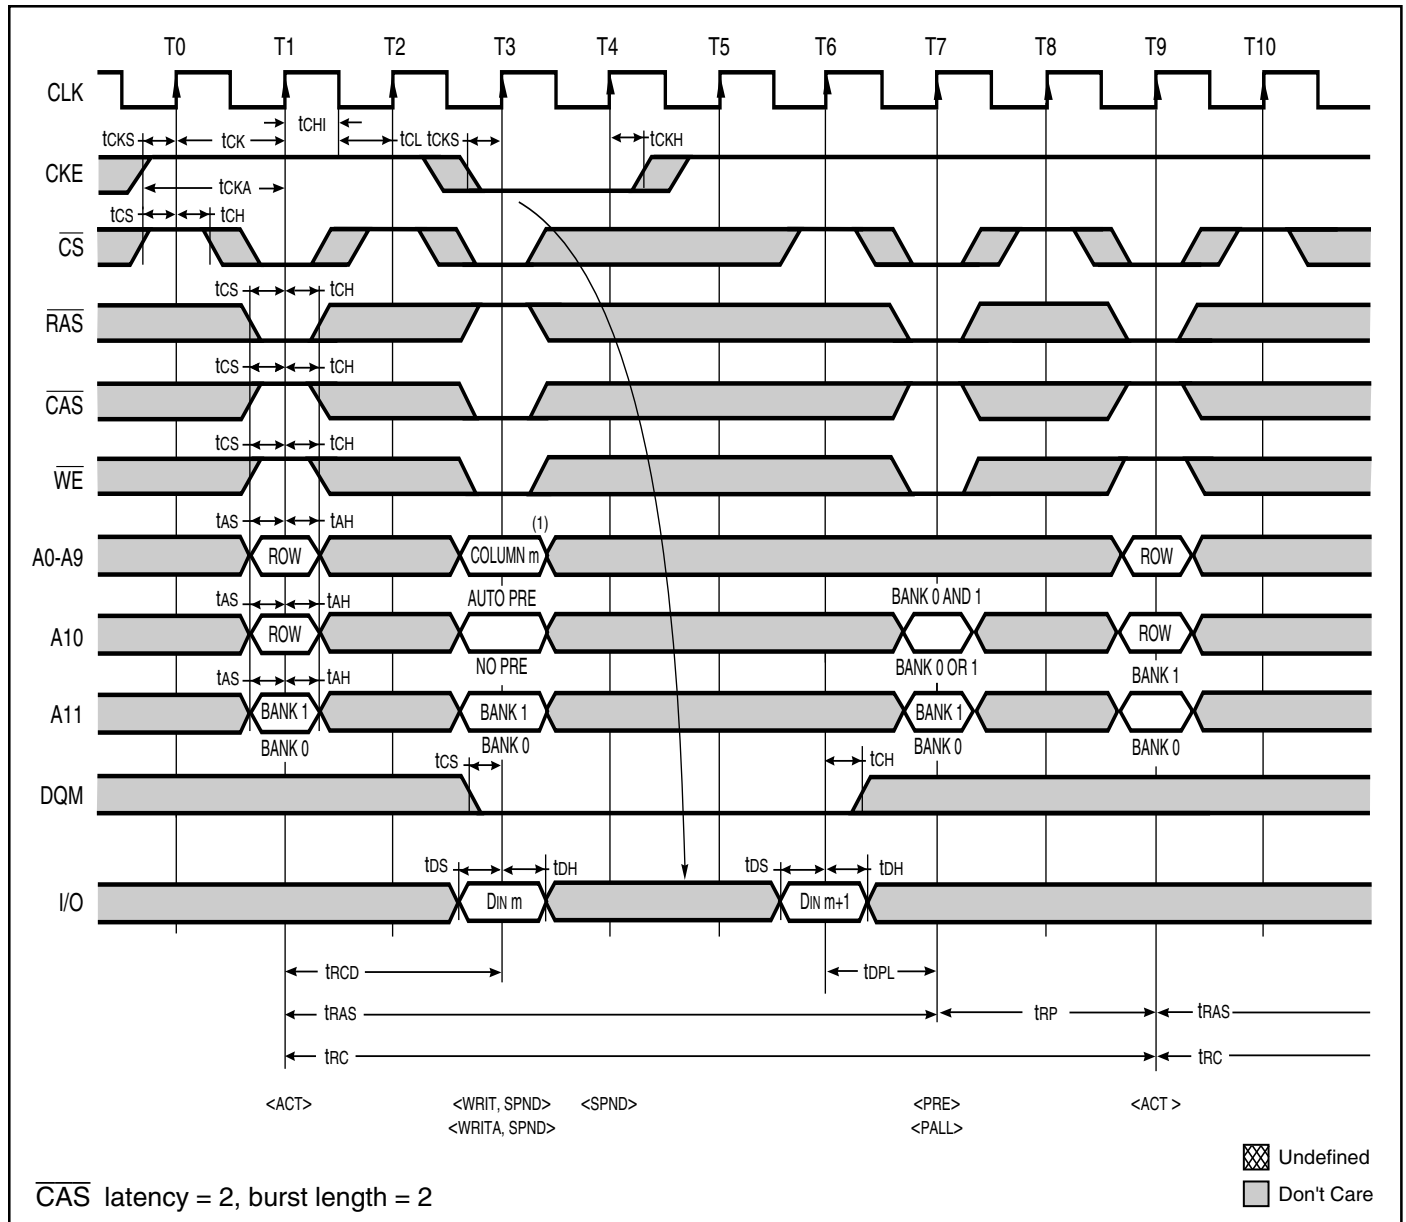 T0 T1 T2 T3 T4 T5 T6 T7 T8 T9 T10
CLK
tCHI
tCKS tCK tCL tCKS tCKH
CKE
tCKA
tCS tCH
CS
tCS tCH
RAS
tCS tCH
CAS
tCS tCH
WE
tAS tAH (1)
A0-A9 ROW COLUMN m ROW
tAS tAH AUTO PRE BANK 0 AND 1
A10 ROW ROW
NO PRE BANK 0 OR 1 BANK 1
tAS tAH
A11 BANK 1 BANK 1 BANK 1
BANK 0 BANK 0 BANK 0 BANK 0
tCS tCH
DQM
tDS tDH tDS tDH
I/O DIN m DIN m+1
tRCD tDPL
tRAS tRP tRAS
tRC tRC
<ACT> <WRIT, SPND> <SPND> <PRE> <ACT >
<WRITA, SPND> <PALL>
Undefined
CAS latency = 2, burst length = 2 Don't Care